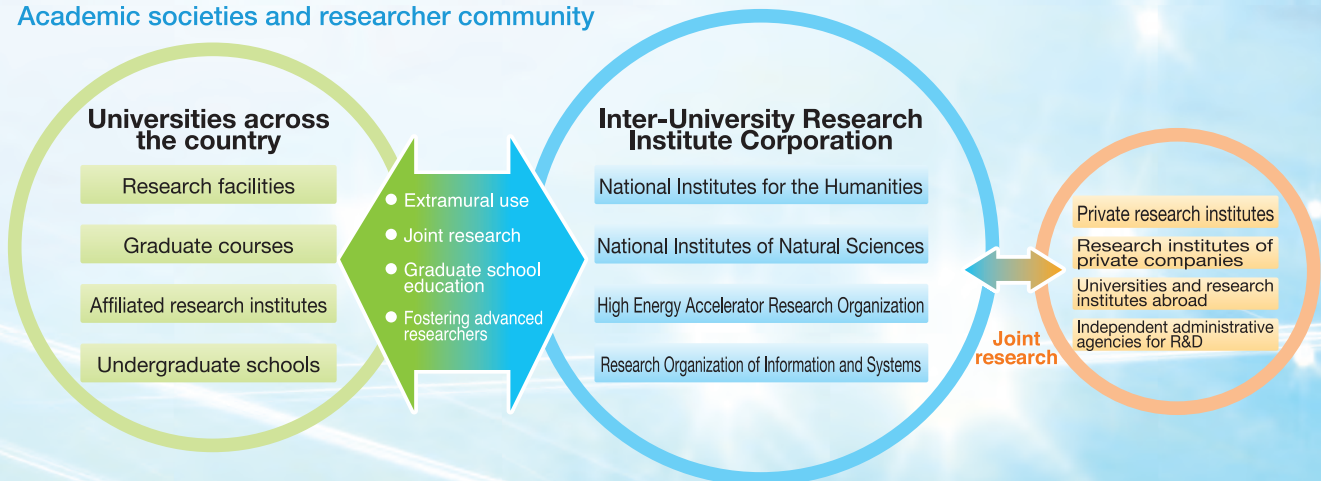 Academic societies and researcher community
Universities across
the country
Research facilities
Graduate courses
Affiliated research institutes
Undergraduate schools
● Extramural use
● Joint research
● Graduate school
education
● Fostering advanced
researchers
Inter-University Research
Institute Corporation
National Institutes for the Humanities
National Institutes of Natural Sciences
High Energy Accelerator Research Organization
Research Organization of Information and Systems
Joint
research
Private research institutes
Research institutes of
private companies
Universities and research
institutes abroad
Independent administrative
agencies for R&D